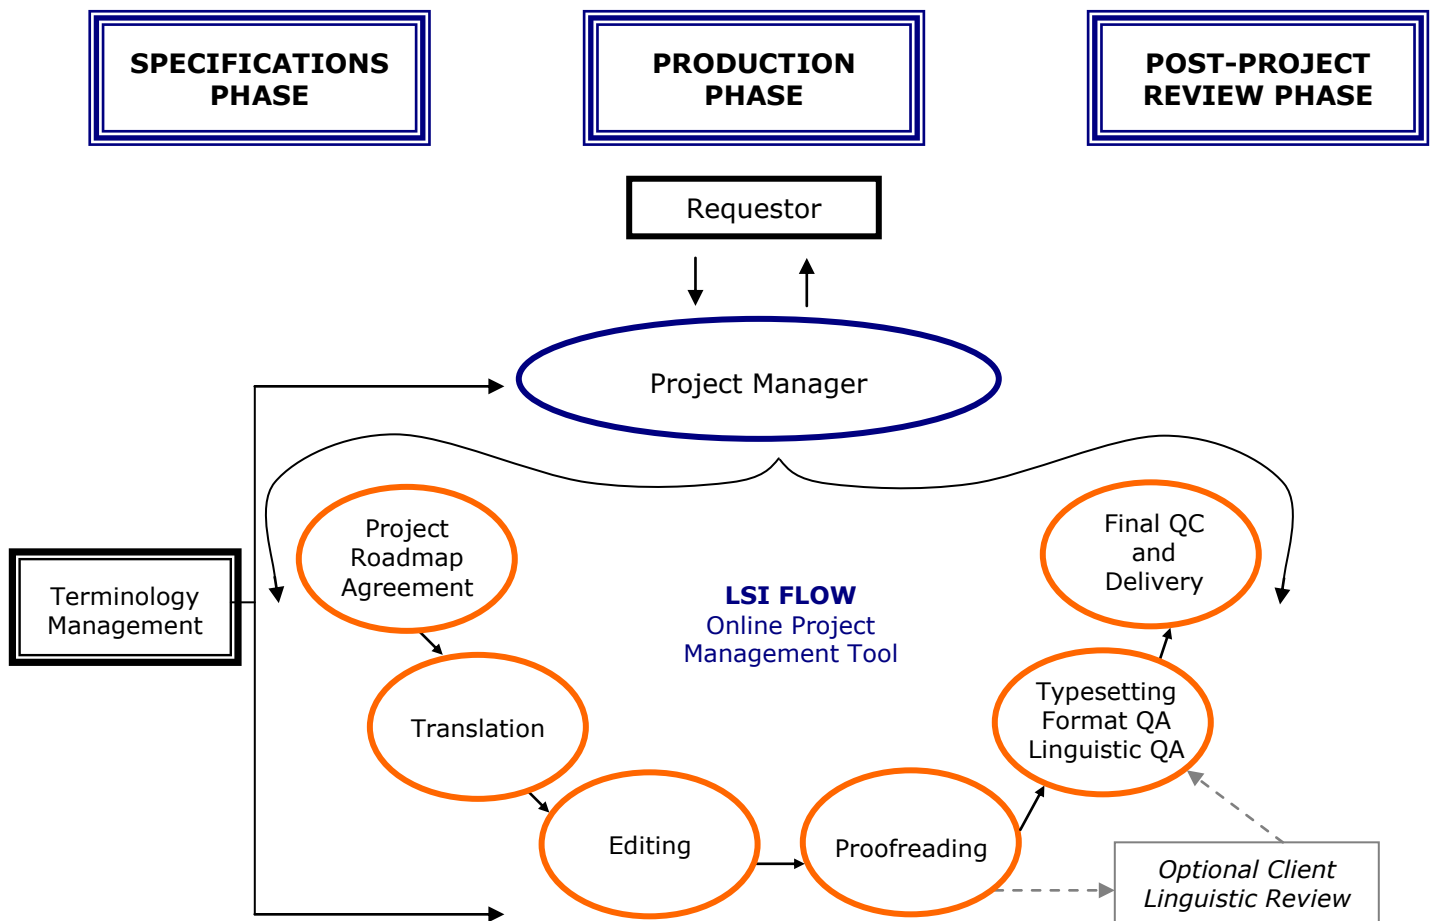 SPECIFICATIONS
PHASE
PRODUCTION
PHASE
POST-PROJECT
REVIEW PHASE
Requestor
Project Manager
Project
Roadmap
Agreement
Final QC
and
Delivery
Terminology
Management
LSI FLOW
Online Project
Management Tool
Translation
Typesetting
Format QA
Linguistic QA
Editing
Proofreading
Optional Client
Linguistic Review